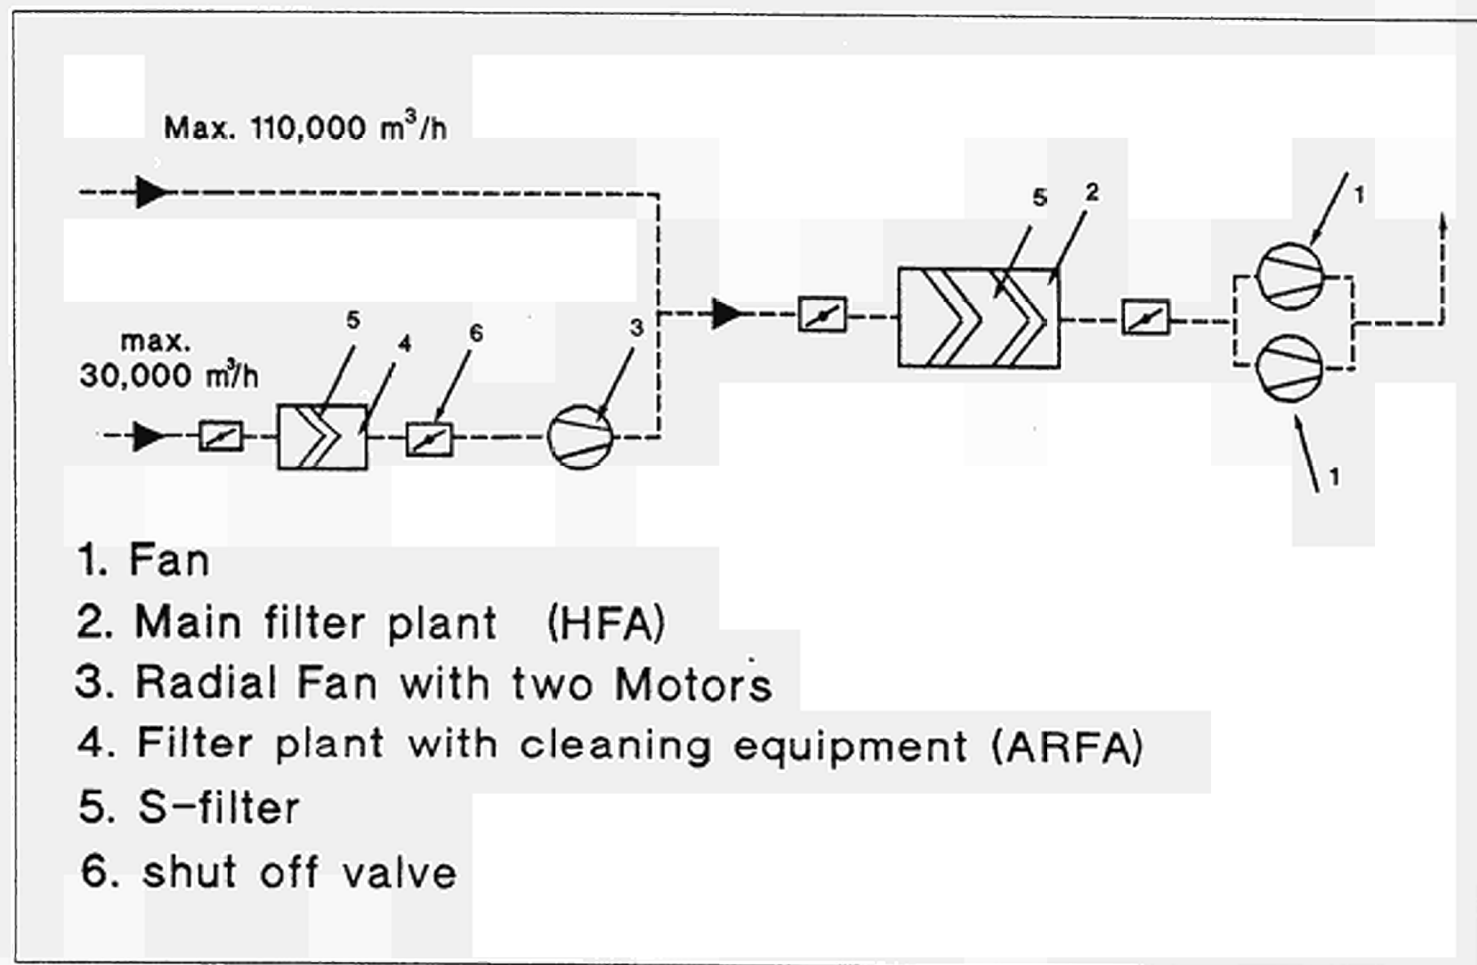 Max. 110,000 m³/h
5 2 1
max.
30,000 m³/h
5 4 6 3
1
1. Fan
2. Main filter plant (HFA)
3. Radial Fan with two Motors
4. Filter plant with cleaning equipment (ARFA)
5. S-filter
6. shut off valve